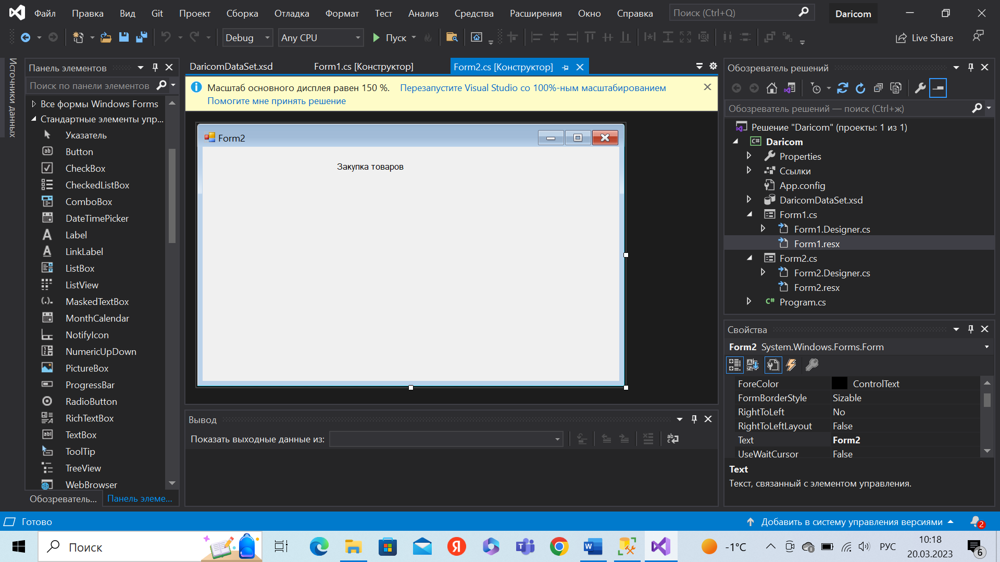 Файл Правка Вид Git Проект Сборка Отладка Формат Тест Анализ Средства Расширения Окно Справка Поиск (Ctrl+Q) Daricom
Debug Any CPU Пуск Live Share
Источники данных
Панель элементов
Поиск по панели элементов
Все формы Windows Forms
Стандартные элементы упр...
Указатель
Button
CheckBox
CheckedListBox
ComboBox
DateTimePicker
Label
LinkLabel
ListBox
ListView
MaskedTextBox
MonthCalendar
NotifyIcon
NumericUpDown
PictureBox
ProgressBar
RadioButton
RichTextBox
TextBox
ToolTip
TreeView
WebBrowser
Обозреватель... Панель элеме...
DaricomDataSet.xsd Form1.cs [Конструктор] Form2.cs [Конструктор]
Масштаб основного дисплея равен 150 %. Перезапустите Visual Studio со 100%-ным масштабированием
Помогите мне принять решение
Form2
Закупка товаров
Вывод
Показать выходные данные из:
Обозреватель решений
Обозреватель решений — поиск (Ctrl+ж)
Решение "Daricom" (проекты: 1 из 1)
Daricom
Properties
Ссылки
App.config
DaricomDataSet.xsd
Form1.cs
Form1.Designer.cs
Form1.resx
Form2.cs
Form2.Designer.cs
Form2.resx
Program.cs
Свойства
Form2 System.Windows.Forms.Form
ForeColor ControlText
FormBorderStyle Sizable
RightToLeft No
RightToLeftLayout False
Text Form2
UseWaitCursor False
Text
Текст, связанный с элементом управления.
Готово Добавить в систему управления версиями 2
Поиск -1°C РУС 10:18
20.03.2023 6